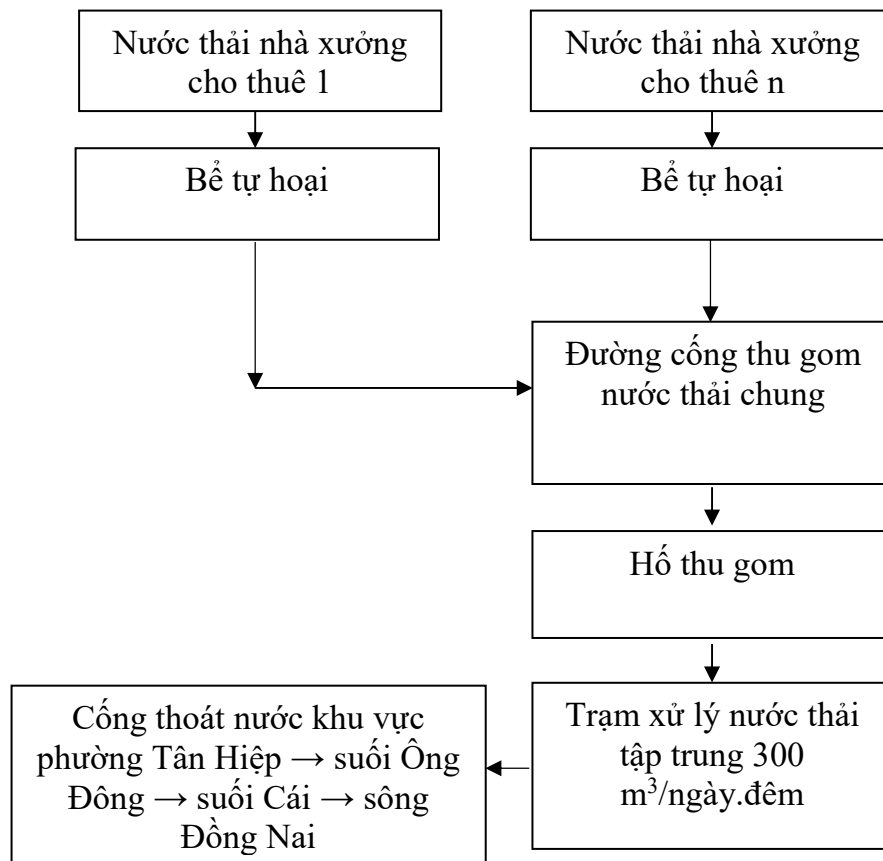 Nước thải nhà xưởng
cho thuê 1
Nước thải nhà xưởng
cho thuê n
Bể tự hoại
Bể tự hoại
Đường cống thu gom
nước thải chung
Hố thu gom
Trạm xử lý nước thải
tập trung 300
m³/ngày.đêm
Cống thoát nước khu vực
phường Tân Hiệp → suối Ông
Đông → suối Cái → sông
Đồng Nai